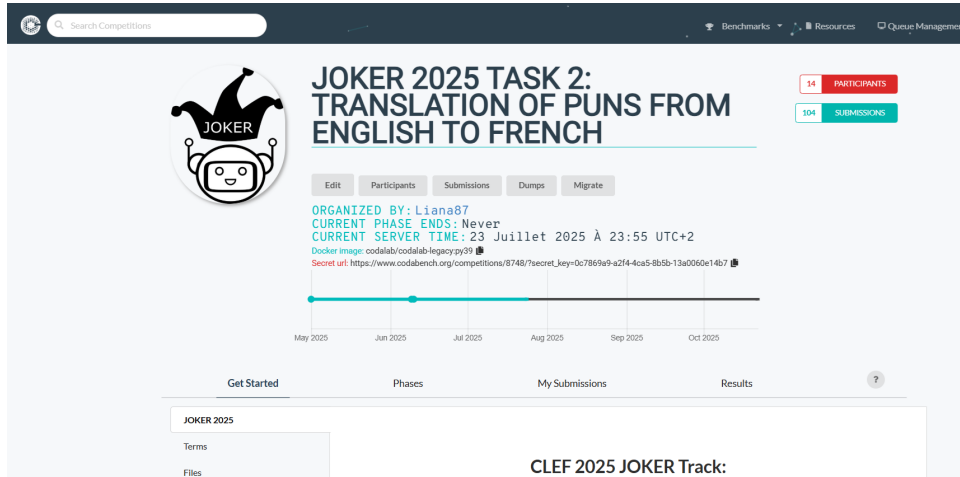 Search Competitions
Benchmarks
Resources
Queue Managemen
JOKER
JOKER 2025 TASK 2:
TRANSLATION OF PUNS FROM
ENGLISH TO FRENCH
14 PARTICIPANTS
104 SUBMISSIONS
Edit
Participants
Submissions
Dumps
Migrate
ORGANIZED BY: Liana87
CURRENT PHASE ENDS: Never
CURRENT SERVER TIME: 23 Juillet 2025 À 23:55 UTC+2
Docker image: codalab/codalab-legacy:py39
Secret url: https://www.codabench.org/competitions/8748/?secret_key=0c7869a9-a2f4-4ca5-8b5b-13a0060e14b7
May 2025
Jun 2025
Jul 2025
Aug 2025
Sep 2025
Oct 2025
Get Started
Phases
My Submissions
Results
?
JOKER 2025
Terms
Files
CLEF 2025 JOKER Track: